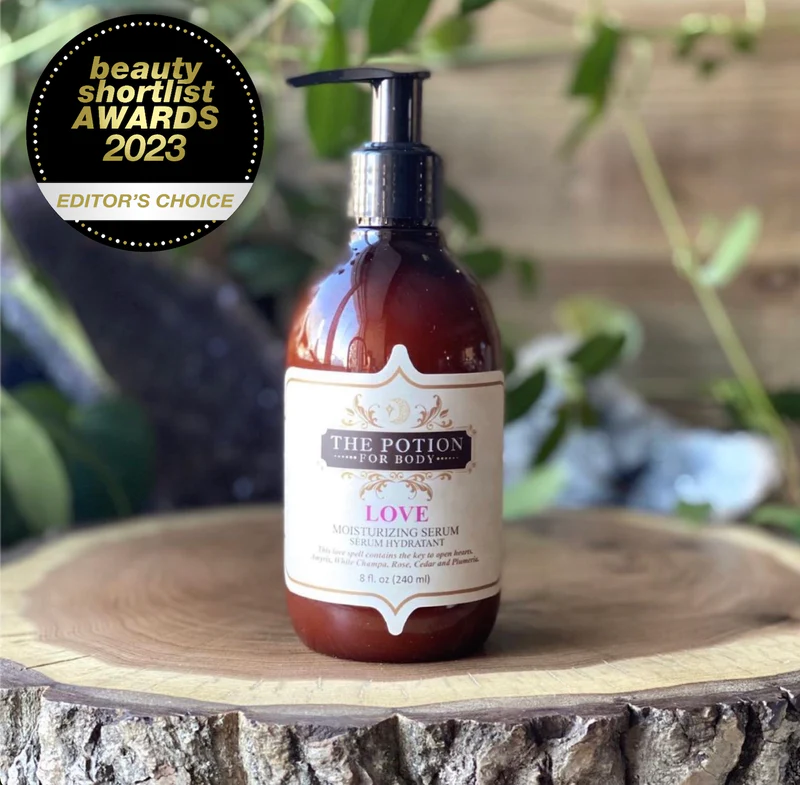 beauty
shortlist
AWARDS
2023
EDITOR'S CHOICE
THE POTION
FOR BODY
LOVE
MOISTURIZING SERUM
SERUM HYDRATANT
This love spell contains the key to open hearts.
Amyris, White Champa, Rose, Cedar and Plumeria.
8 fl. oz (240 ml)